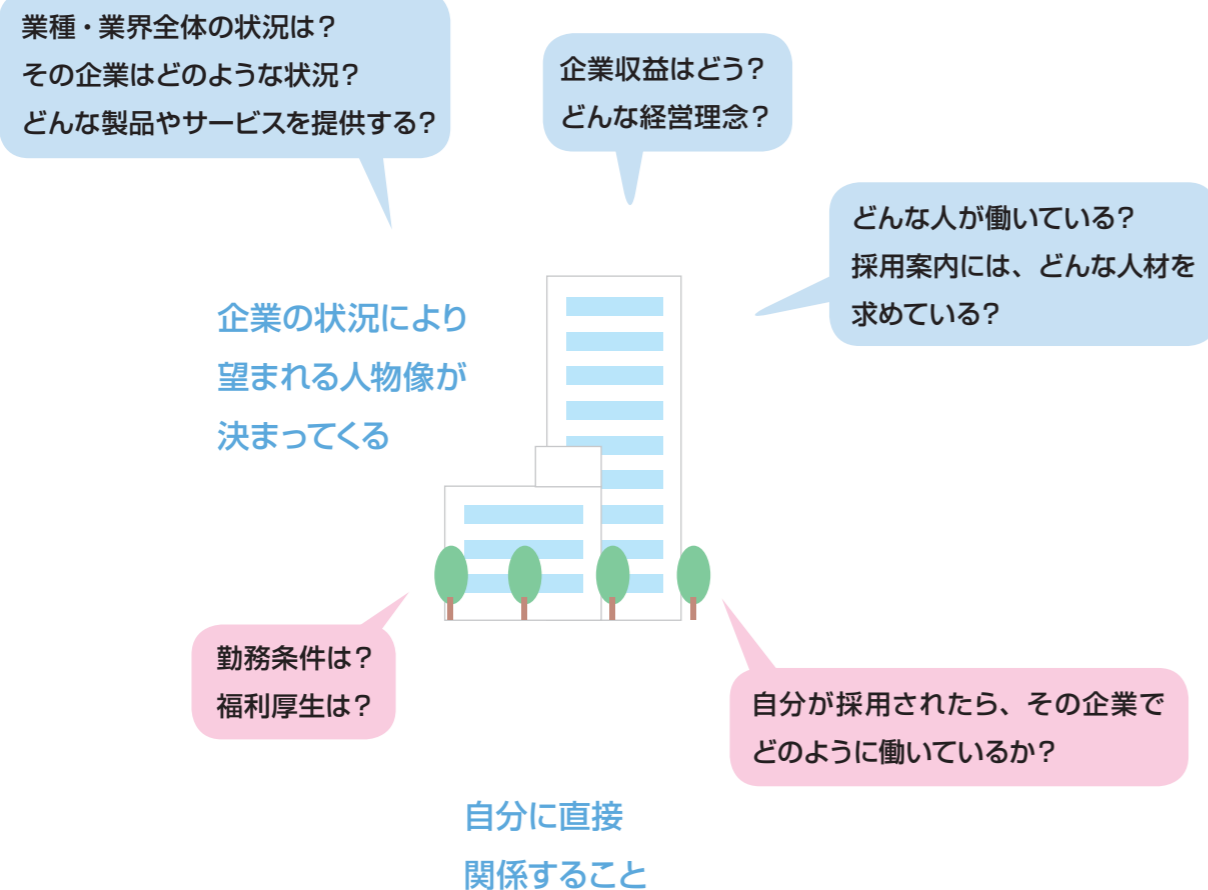 業種・業界全体の状況は？
その企業はどのような状況？
どんな製品やサービスを提供する？
企業収益はどう？
どんな経営理念？
どんな人が働いている？
採用案内には、どんな人材を
求めている？
企業の状況により
望まれる人物像が
決まってくる
勤務条件は？
福利厚生は？
自分が採用されたら、その企業で
どのように働いているか？
自分に直接
関係すること